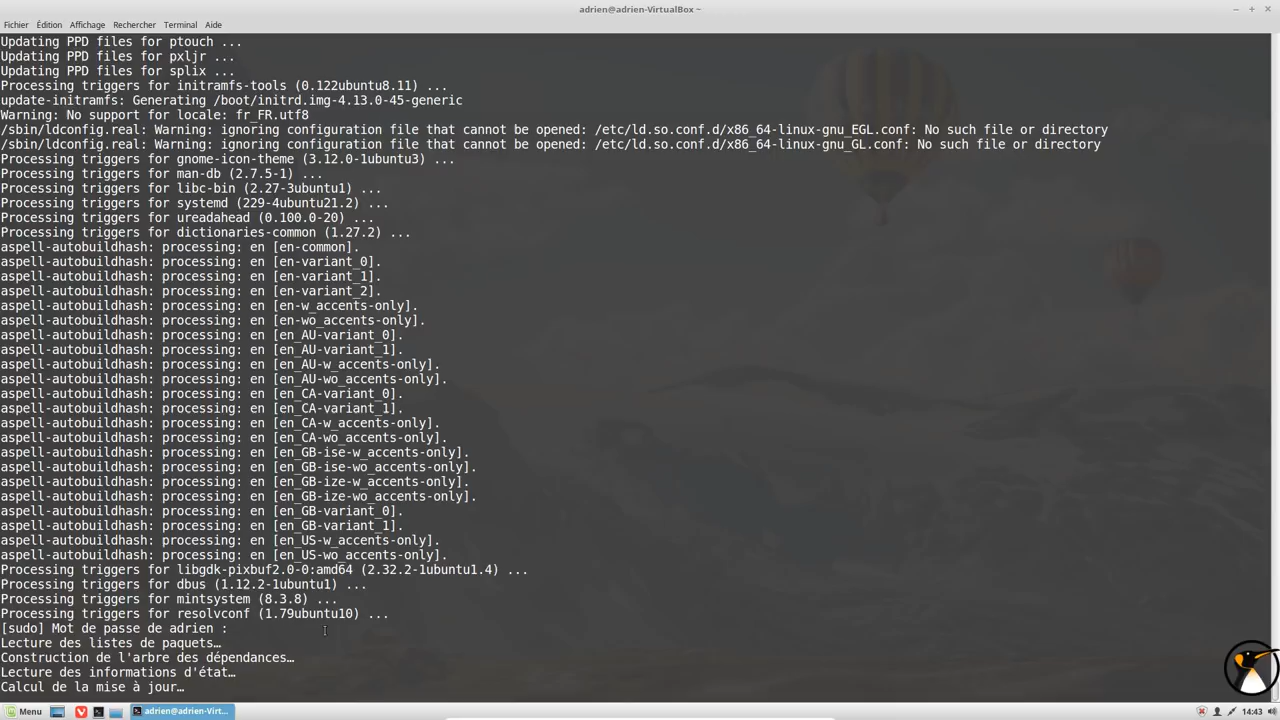 adrien@adrien-VirtualBox ~
Fichier Édition Affichage Rechercher Terminal Aide
Updating PPD files for ptouch ...
Updating PPD files for pxljr ...
Updating PPD files for splix ...
Processing triggers for initramfs-tools (0.122ubuntu8.11) ...
update-initramfs: Generating /boot/initrd.img-4.13.0-45-generic
Warning: No support for locale: fr_FR.utf8
/sbin/ldconfig.real: Warning: ignoring configuration file that cannot be opened: /etc/ld.so.conf.d/x86_64-linux-gnu_EGL.conf: No such file or directory
/sbin/ldconfig.real: Warning: ignoring configuration file that cannot be opened: /etc/ld.so.conf.d/x86_64-linux-gnu_GL.conf: No such file or directory
Processing triggers for gnome-icon-theme (3.12.0-1ubuntu3) ...
Processing triggers for man-db (2.7.5-1) ...
Processing triggers for libc-bin (2.27-3ubuntu1) ...
Processing triggers for systemd (229-4ubuntu21.2) ...
Processing triggers for ureadahead (0.100.0-20) ...
Processing triggers for dictionaries-common (1.27.2) ...
aspell-autobuildhash: processing: en [en-common].
aspell-autobuildhash: processing: en [en-variant_0].
aspell-autobuildhash: processing: en [en-variant_1].
aspell-autobuildhash: processing: en [en-variant_2].
aspell-autobuildhash: processing: en [en-w_accents-only].
aspell-autobuildhash: processing: en [en-wo_accents-only].
aspell-autobuildhash: processing: en [en_AU-variant_0].
aspell-autobuildhash: processing: en [en_AU-variant_1].
aspell-autobuildhash: processing: en [en_AU-w_accents-only].
aspell-autobuildhash: processing: en [en_AU-wo_accents-only].
aspell-autobuildhash: processing: en [en_CA-variant_0].
aspell-autobuildhash: processing: en [en_CA-variant_1].
aspell-autobuildhash: processing: en [en_CA-w_accents-only].
aspell-autobuildhash: processing: en [en_CA-wo_accents-only].
aspell-autobuildhash: processing: en [en_GB-ise-w_accents-only].
aspell-autobuildhash: processing: en [en_GB-ise-wo_accents-only].
aspell-autobuildhash: processing: en [en_GB-ize-w_accents-only].
aspell-autobuildhash: processing: en [en_GB-ize-wo_accents-only].
aspell-autobuildhash: processing: en [en_GB-variant_0].
aspell-autobuildhash: processing: en [en_GB-variant_1].
aspell-autobuildhash: processing: en [en_US-w_accents-only].
aspell-autobuildhash: processing: en [en_US-wo_accents-only].
Processing triggers for libgdk-pixbuf2.0-0:amd64 (2.32.2-1ubuntu1.4) ...
Processing triggers for dbus (1.12.2-1ubuntu1) ...
Processing triggers for mintsystem (8.3.8) ...
Processing triggers for resolvconf (1.79ubuntu10) ...
[sudo] Mot de passe de adrien :
Lecture des listes de paquets…
Construction de l'arbre des dépendances…
Lecture des informations d'état…
Calcul de la mise à jour…
Menu adrien@adrien-Virt... 14:43